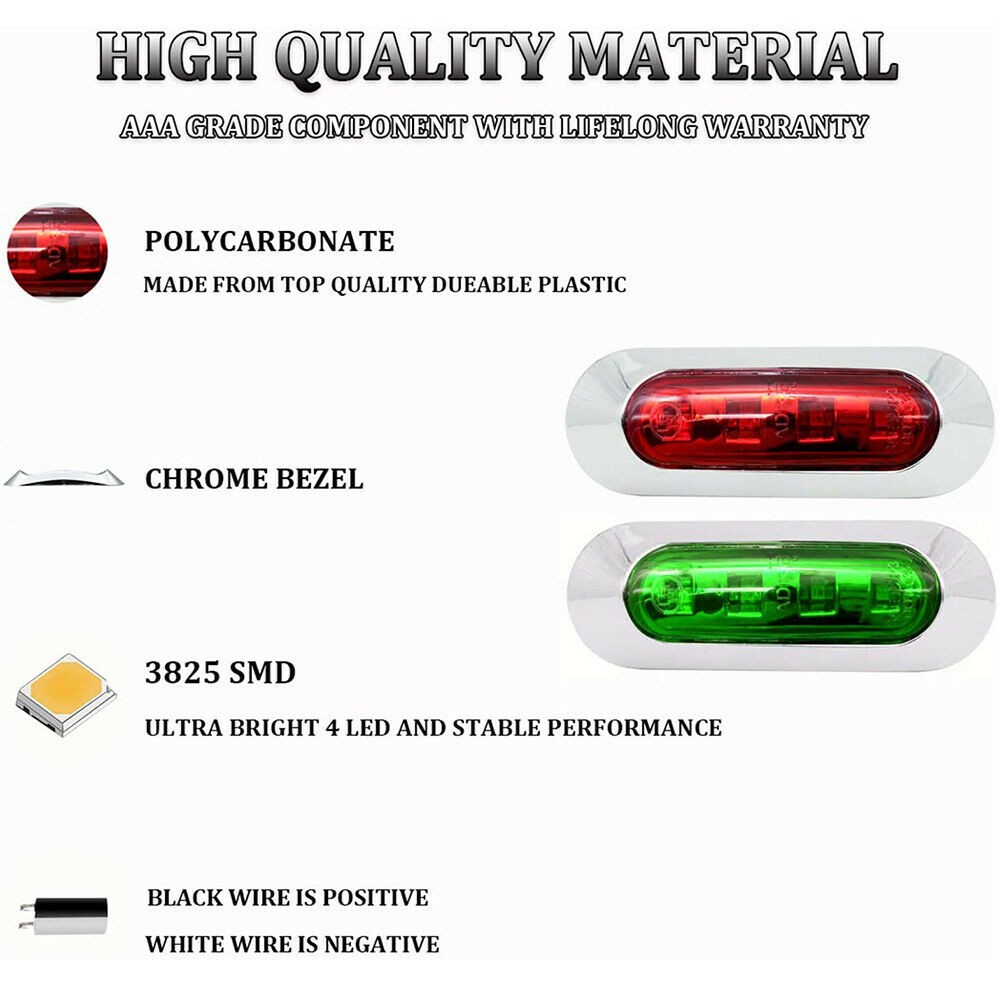 HIGH QUALITY MATERIAL
AAA GRADE COMPONENT WITH LIFELONG WARRANTY
POLYCARBONATE
MADE FROM TOP QUALITY DUEABLE PLASTIC
CHROME BEZEL
3825 SMD
ULTRA BRIGHT 4 LED AND STABLE PERFORMANCE
BLACK WIRE IS POSITIVE
WHITE WIRE IS NEGATIVE